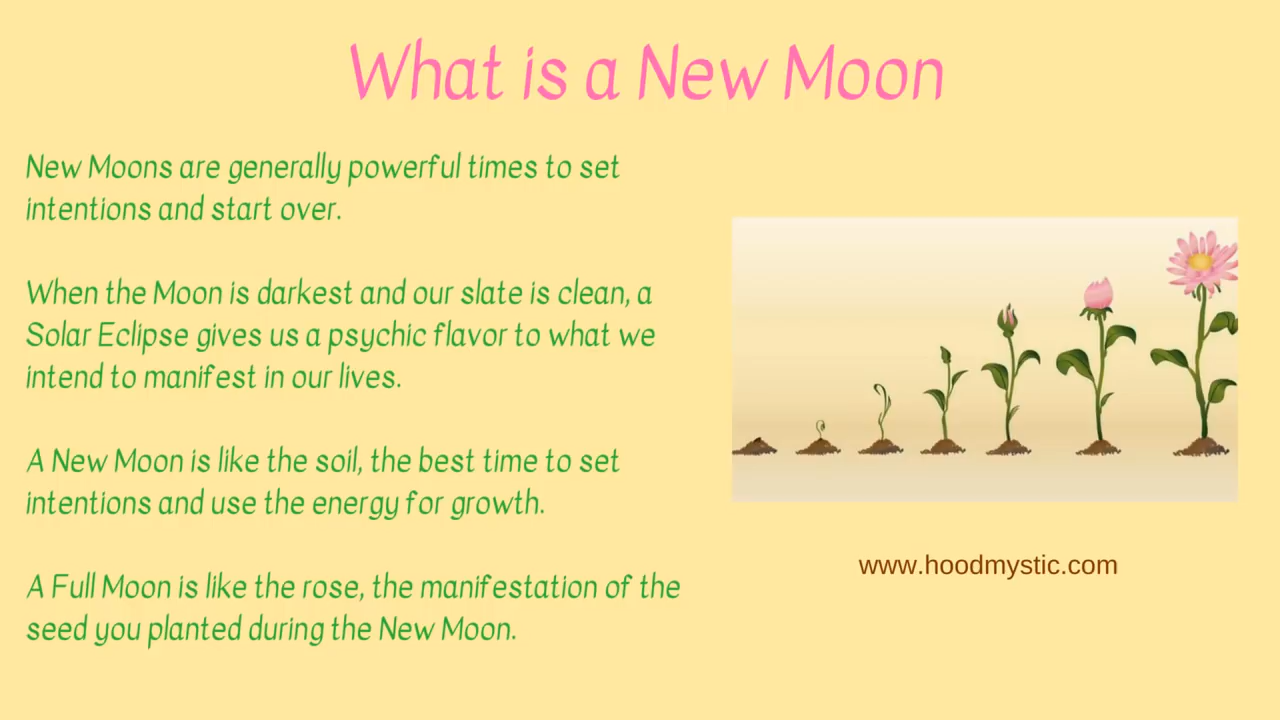 What is a New Moon
New Moons are generally powerful times to set
intentions and start over.
When the Moon is darkest and our slate is clean, a
Solar Eclipse gives us a psychic flavor to what we
intend to manifest in our lives.
A New Moon is like the soil, the best time to set
intentions and use the energy for growth.
A Full Moon is like the rose, the manifestation of the
seed you planted during the New Moon.
www.hoodmystic.com